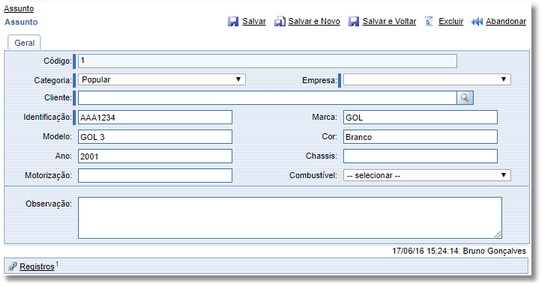 Assunto
Assunto Salvar Salvar e Novo Salvar e Voltar Excluir Abandonar
Geral
Código: 1
Categoria: Popular Empresa:
Cliente:
Identificação: AAA1234 Marca: GOL
Modelo: GOL 3 Cor: Branco
Ano: 2001 Chassis:
Motorização: Combustível: -- selecionar --
Observação:
17/06/16 15:24:14: Bruno Gonçalves
Registros 1